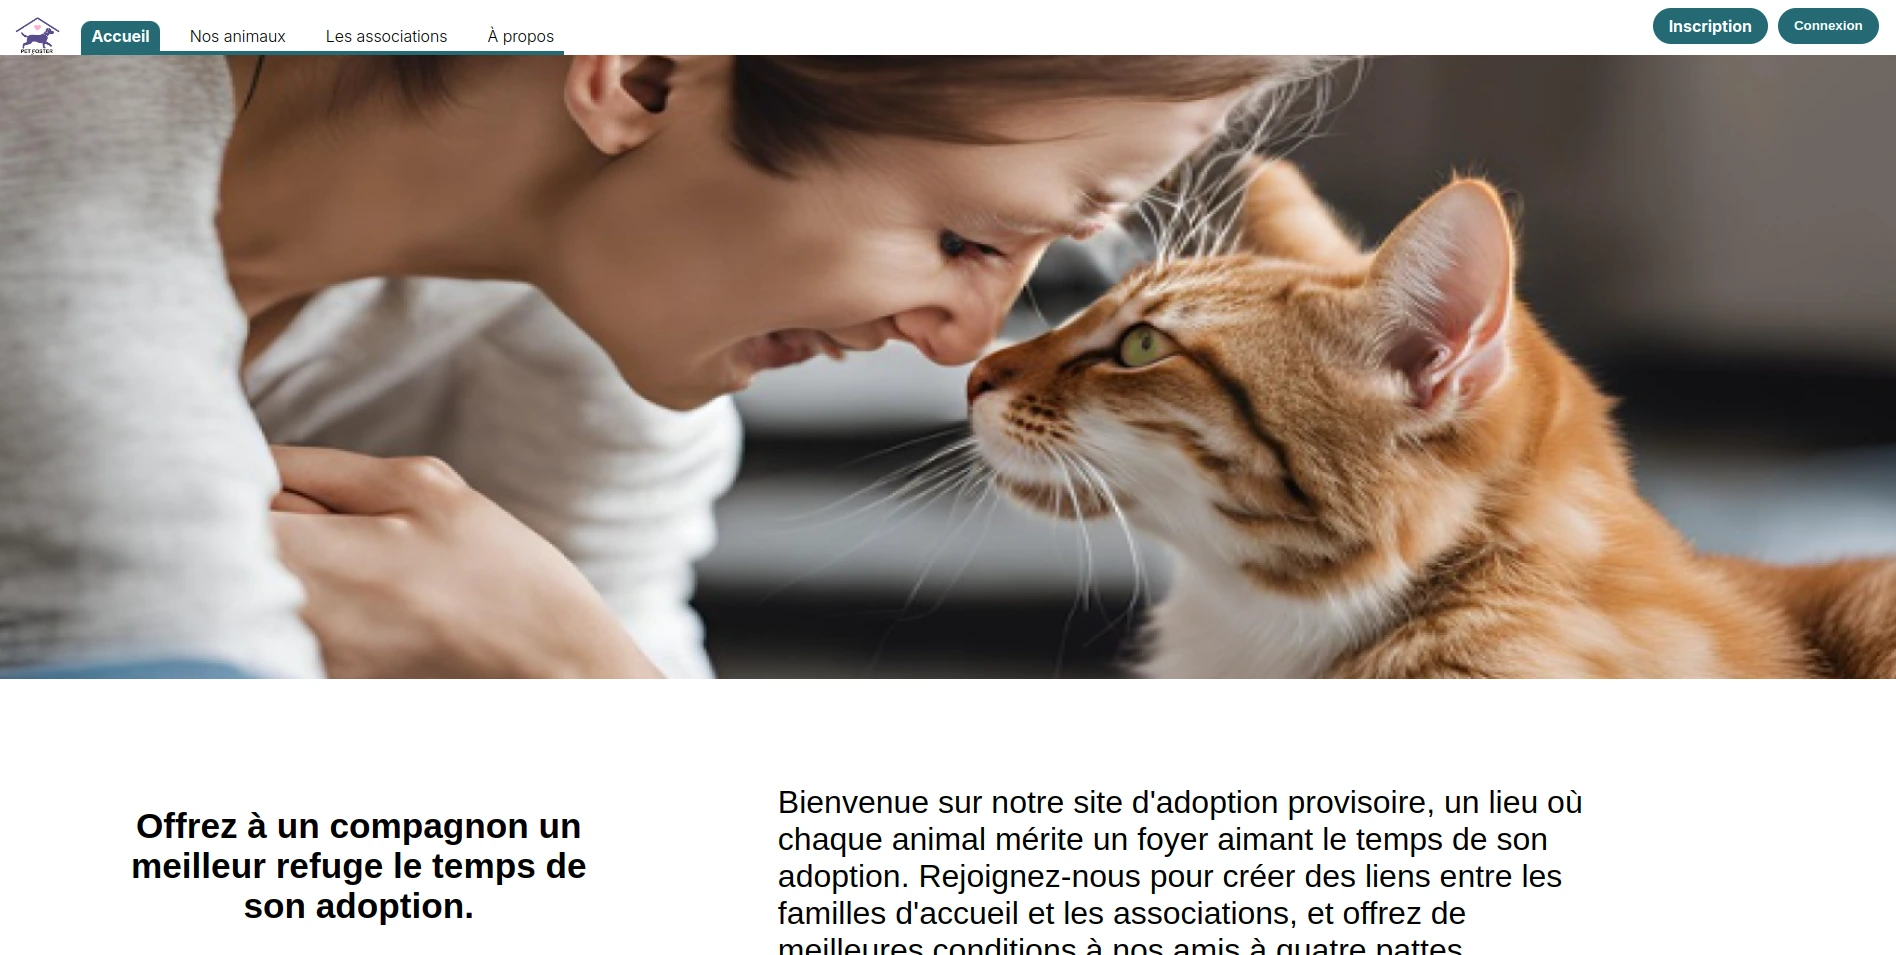 PET FOSTER
Accueil
Nos animaux
Les associations
À propos
Inscription
Connexion
Offrez à un compagnon un
meilleur refuge le temps de
son adoption.
Bienvenue sur notre site d'adoption provisoire, un lieu où
chaque animal mérite un foyer aimant le temps de son
adoption. Rejoignez-nous pour créer des liens entre les
familles d'accueil et les associations, et offrez de
meilleures conditions à nos amis à quatre pattes.